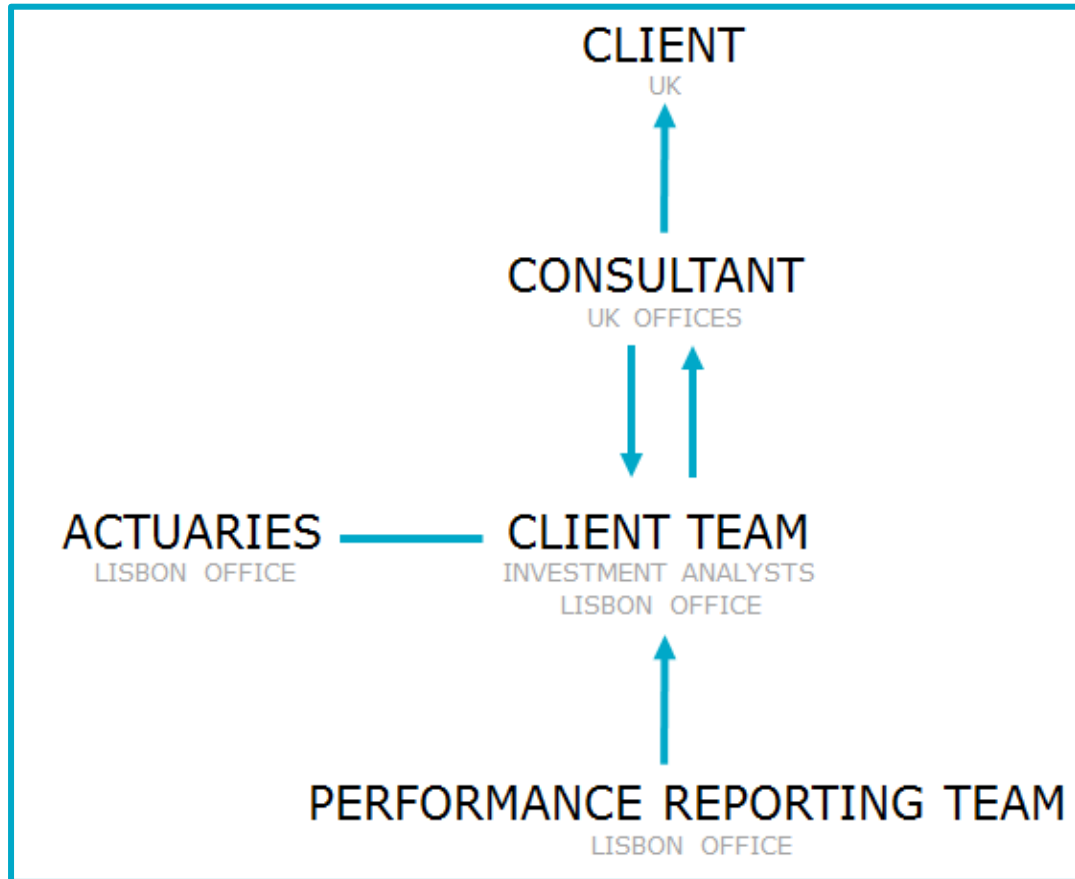 CLIENT
UK
CONSULTANT
UK OFFICES
ACTUARIES
LISBON OFFICE
CLIENT TEAM
INVESTMENT ANALYSTS
LISBON OFFICE
PERFORMANCE REPORTING TEAM
LISBON OFFICE